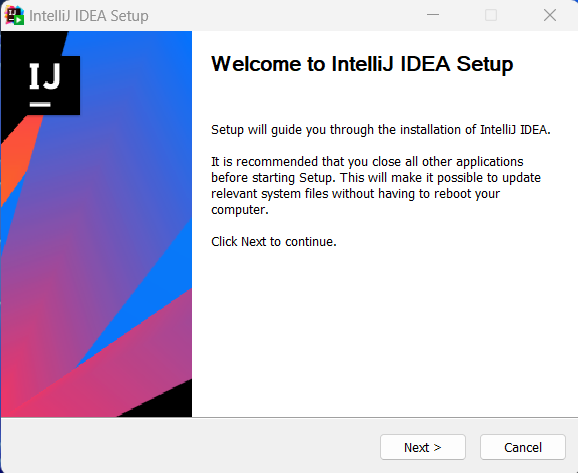 IntelliJ IDEA Setup
IJ
Welcome to IntelliJ IDEA Setup
Setup will guide you through the installation of IntelliJ IDEA.
It is recommended that you close all other applications
before starting Setup. This will make it possible to update
relevant system files without having to reboot your
computer.
Click Next to continue.
Next >
Cancel